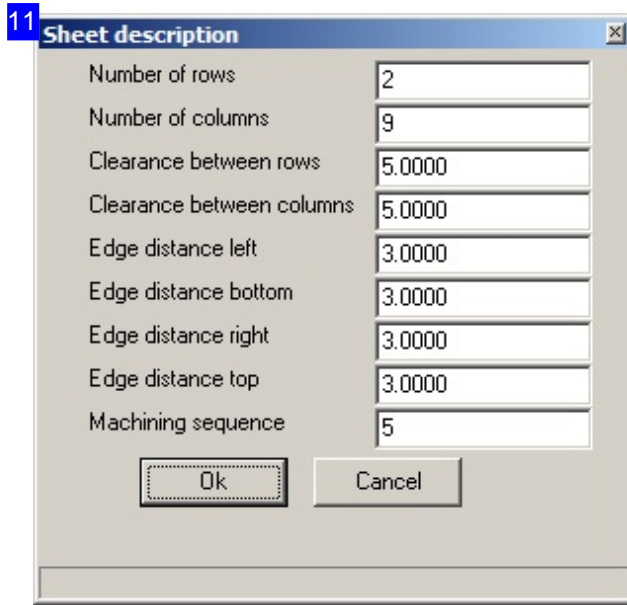 11
Sheet description
Number of rows 2
Number of columns 9
Clearance between rows 5.0000
Clearance between columns 5.0000
Edge distance left 3.0000
Edge distance bottom 3.0000
Edge distance right 3.0000
Edge distance top 3.0000
Machining sequence 5
Ok Cancel